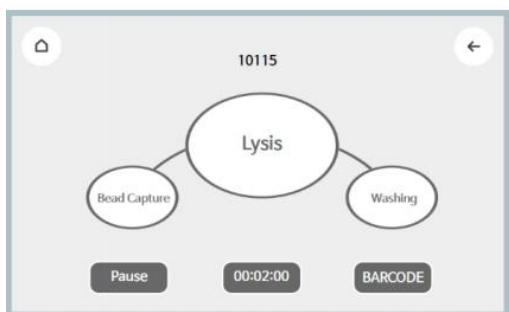 10115
Lysis
Bead Capture
Washing
Pause
00:02:00
BARCODE